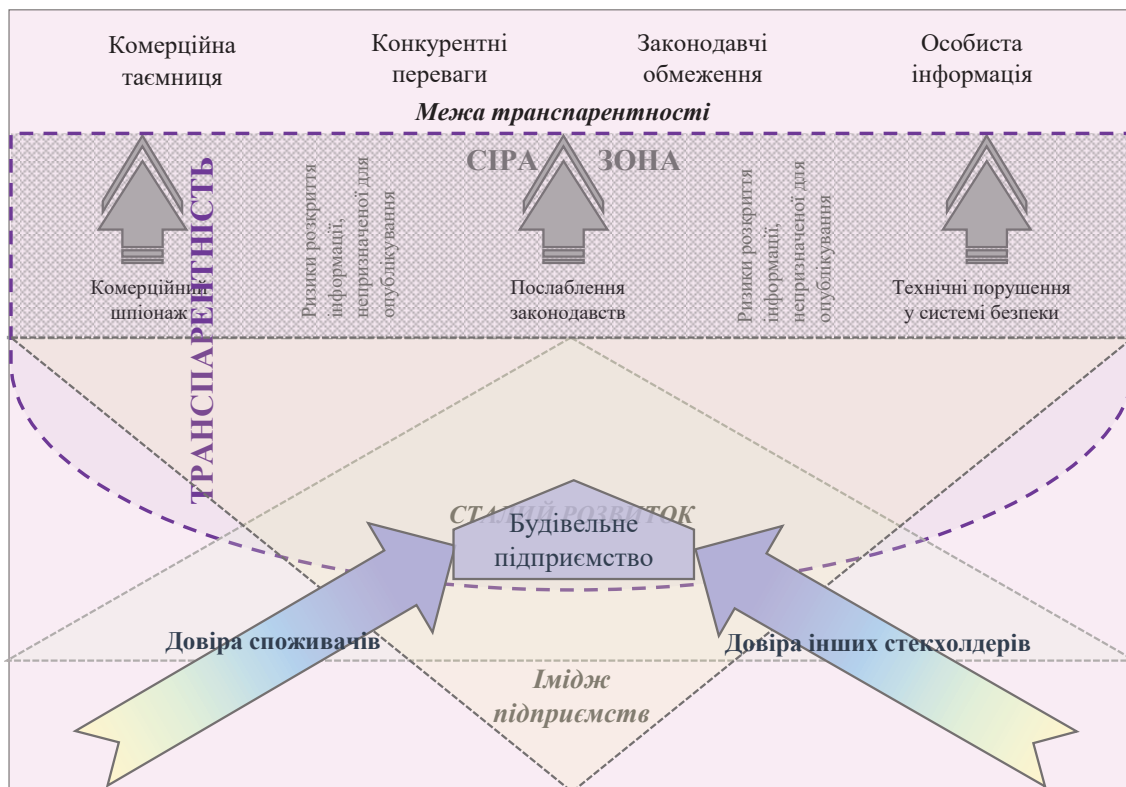 Комерційна
таємниця
Конкурентні
переваги
Законодавчі
обмеження
Особиста
інформація
Межа транспарентності
СІРА ЗОНА
ТРАНСПАРЕНТНІСТЬ
Ризики розкриття
інформації,
непризначеної для
опублікування
Ризики розкриття
інформації,
непризначеної для
опублікування
Комерційний
шпіонаж
Послаблення
законодавств
Технічні порушення
у системі безпеки
СТАЛИЙ РОЗВИТОК
Будівельне
підприємство
Довіра споживачів
Довіра інших стекхолдерів
Імідж
підприємств